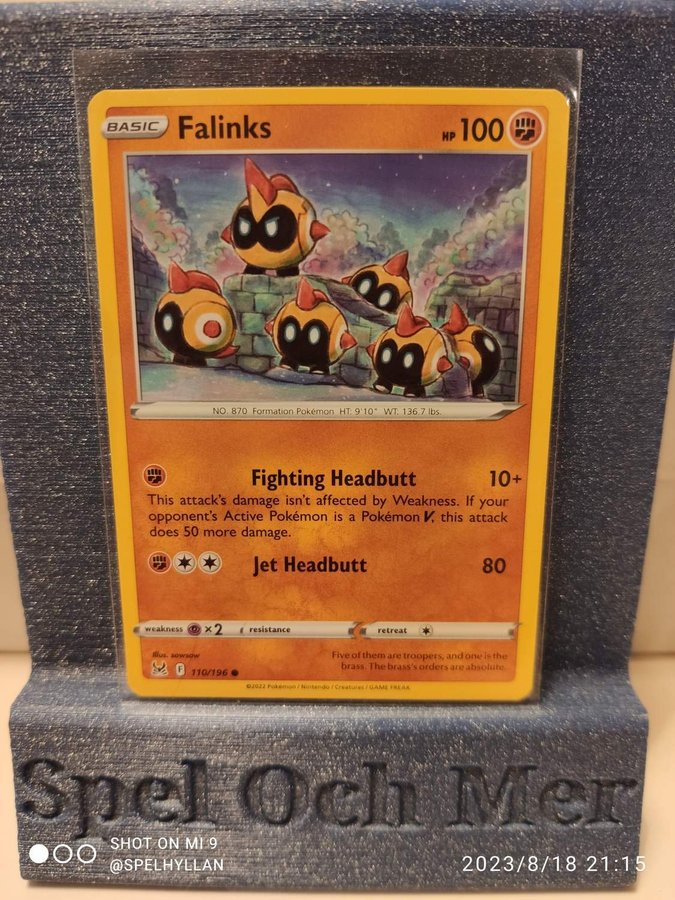 BASIC Falinks HP 100
NO. 870 Formation Pokémon HT: 9'10" WT: 136.7 lbs.
Fighting Headbutt 10+
This attack's damage isn't affected by Weakness. If your
opponent's Active Pokémon is a Pokémon V, this attack
does 50 more damage.
Jet Headbutt 80
weakness ×2 resistance retreat
Illus. sowsow
Five of them are troopers, and one is the
brass. The brass's orders are absolute.
F 110/196 ●
©2022 Pokémon / Nintendo / Creatures / GAME FREAK
Spel Och Mer
SHOT ON MI 9
@SPELHYLLAN
2023/8/18 21:15